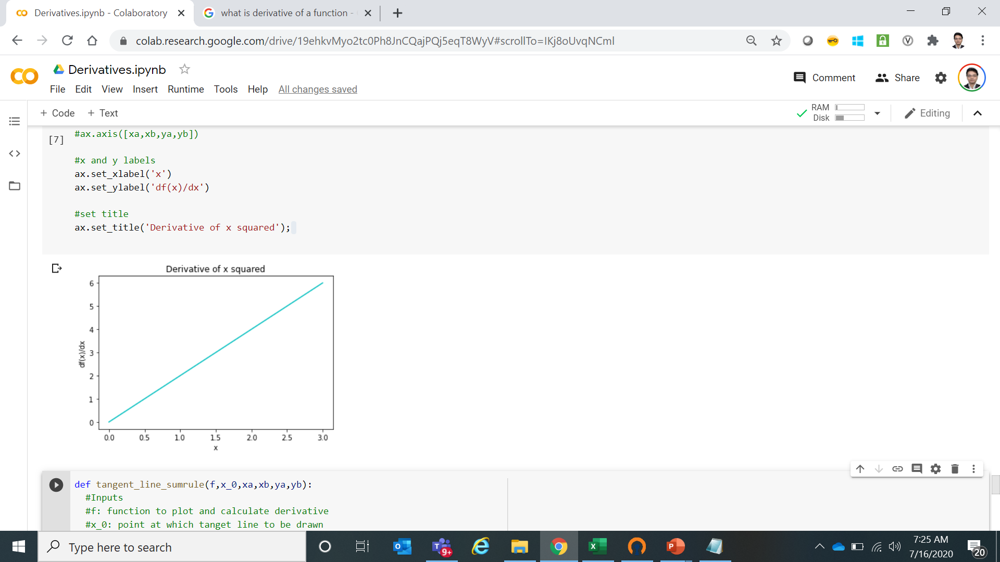 Derivatives.ipynb - Colaboratory
what is derivative of a function -
colab.research.google.com/drive/19ehkvMyo2tc0Ph8JnCQajPQj5eqT8WyV#scrollTo=IKj8oUvqNCml
Derivatives.ipynb
Comment
Share
File Edit View Insert Runtime Tools Help All changes saved
+ Code + Text
RAM
Disk
Editing
[7]
#ax.axis([xa,xb,ya,yb])
#x and y labels
ax.set_xlabel('x')
ax.set_ylabel('df(x)/dx')
#set title
ax.set_title('Derivative of x squared');
Derivative of x squared
6
5
4
3
2
1
0
df(x)/dx
0.0 0.5 1.0 1.5 2.0 2.5 3.0
x
def tangent_line_sumrule(f,x_0,xa,xb,ya,yb):
#Inputs
#f: function to plot and calculate derivative
#x_0: point at which tanget line to be drawn
Type here to search
9+
7:25 AM
7/16/2020
20